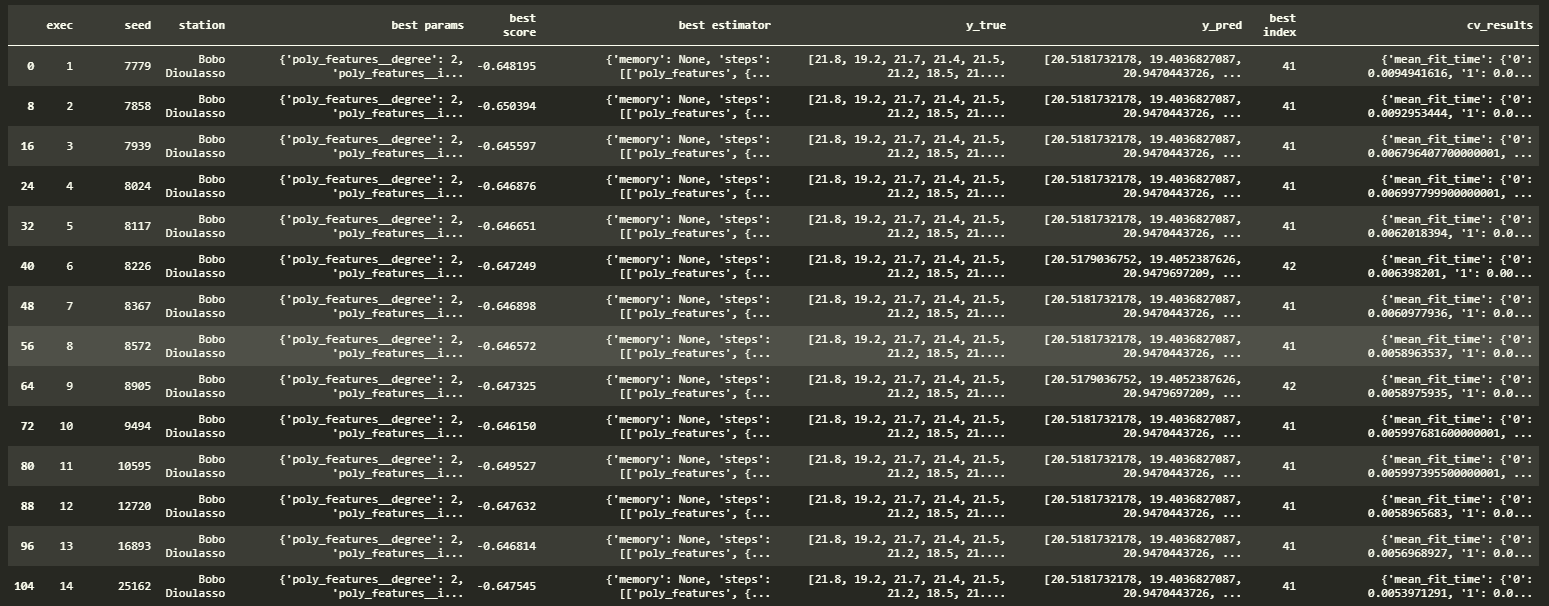 exec seed station best params best score best estimator y_true y_pred best index cv_results
0 1 7779 Bobo Dioulasso {'poly_features__degree': 2, 'poly_features__i... -0.648195 {'memory': None, 'steps': [['poly_features', {... [21.8, 19.2, 21.7, 21.4, 21.5, 21.2, 18.5, 21.... [20.5181732178, 19.4036827087, 20.9470443726, ... 41 {'mean_fit_time': {'0': 0.0094941616, '1': 0.0...
8 2 7858 Bobo Dioulasso {'poly_features__degree': 2, 'poly_features__i... -0.650394 {'memory': None, 'steps': [['poly_features', {... [21.8, 19.2, 21.7, 21.4, 21.5, 21.2, 18.5, 21.... [20.5181732178, 19.4036827087, 20.9470443726, ... 41 {'mean_fit_time': {'0': 0.0092953444, '1': 0.0...
16 3 7939 Bobo Dioulasso {'poly_features__degree': 2, 'poly_features__i... -0.645597 {'memory': None, 'steps': [['poly_features', {... [21.8, 19.2, 21.7, 21.4, 21.5, 21.2, 18.5, 21.... [20.5181732178, 19.4036827087, 20.9470443726, ... 41 {'mean_fit_time': {'0': 0.006796407700000001, ...
24 4 8024 Bobo Dioulasso {'poly_features__degree': 2, 'poly_features__i... -0.646876 {'memory': None, 'steps': [['poly_features', {... [21.8, 19.2, 21.7, 21.4, 21.5, 21.2, 18.5, 21.... [20.5181732178, 19.4036827087, 20.9470443726, ... 41 {'mean_fit_time': {'0': 0.006997799900000001, ...
32 5 8117 Bobo Dioulasso {'poly_features__degree': 2, 'poly_features__i... -0.646651 {'memory': None, 'steps': [['poly_features', {... [21.8, 19.2, 21.7, 21.4, 21.5, 21.2, 18.5, 21.... [20.5181732178, 19.4036827087, 20.9470443726, ... 41 {'mean_fit_time': {'0': 0.0062018394, '1': 0.0...
40 6 8226 Bobo Dioulasso {'poly_features__degree': 2, 'poly_features__i... -0.647249 {'memory': None, 'steps': [['poly_features', {... [21.8, 19.2, 21.7, 21.4, 21.5, 21.2, 18.5, 21.... [20.5179036752, 19.4052387626, 20.9479697209, ... 42 {'mean_fit_time': {'0': 0.006398201, '1': 0.00...
48 7 8367 Bobo Dioulasso {'poly_features__degree': 2, 'poly_features__i... -0.646898 {'memory': None, 'steps': [['poly_features', {... [21.8, 19.2, 21.7, 21.4, 21.5, 21.2, 18.5, 21.... [20.5181732178, 19.4036827087, 20.9470443726, ... 41 {'mean_fit_time': {'0': 0.0060977936, '1': 0.0...
56 8 8572 Bobo Dioulasso {'poly_features__degree': 2, 'poly_features__i... -0.646572 {'memory': None, 'steps': [['poly_features', {... [21.8, 19.2, 21.7, 21.4, 21.5, 21.2, 18.5, 21.... [20.5181732178, 19.4036827087, 20.9470443726, ... 41 {'mean_fit_time': {'0': 0.0058963537, '1': 0.0...
64 9 8905 Bobo Dioulasso {'poly_features__degree': 2, 'poly_features__i... -0.647325 {'memory': None, 'steps': [['poly_features', {... [21.8, 19.2, 21.7, 21.4, 21.5, 21.2, 18.5, 21.... [20.5179036752, 19.4052387626, 20.9479697209, ... 42 {'mean_fit_time': {'0': 0.0058975935, '1': 0.0...
72 10 9494 Bobo Dioulasso {'poly_features__degree': 2, 'poly_features__i... -0.646150 {'memory': None, 'steps': [['poly_features', {... [21.8, 19.2, 21.7, 21.4, 21.5, 21.2, 18.5, 21.... [20.5181732178, 19.4036827087, 20.9470443726, ... 41 {'mean_fit_time': {'0': 0.005997681600000001, ...
80 11 10595 Bobo Dioulasso {'poly_features__degree': 2, 'poly_features__i... -0.649527 {'memory': None, 'steps': [['poly_features', {... [21.8, 19.2, 21.7, 21.4, 21.5, 21.2, 18.5, 21.... [20.5181732178, 19.4036827087, 20.9470443726, ... 41 {'mean_fit_time': {'0': 0.005997395500000001, ...
88 12 12720 Bobo Dioulasso {'poly_features__degree': 2, 'poly_features__i... -0.647632 {'memory': None, 'steps': [['poly_features', {... [21.8, 19.2, 21.7, 21.4, 21.5, 21.2, 18.5, 21.... [20.5181732178, 19.4036827087, 20.9470443726, ... 41 {'mean_fit_time': {'0': 0.0058965683, '1': 0.0...
96 13 16893 Bobo Dioulasso {'poly_features__degree': 2, 'poly_features__i... -0.646814 {'memory': None, 'steps': [['poly_features', {... [21.8, 19.2, 21.7, 21.4, 21.5, 21.2, 18.5, 21.... [20.5181732178, 19.4036827087, 20.9470443726, ... 41 {'mean_fit_time': {'0': 0.0056968927, '1': 0.0...
104 14 25162 Bobo Dioulasso {'poly_features__degree': 2, 'poly_features__i... -0.647545 {'memory': None, 'steps': [['poly_features', {... [21.8, 19.2, 21.7, 21.4, 21.5, 21.2, 18.5, 21.... [20.5181732178, 19.4036827087, 20.9470443726, ... 41 {'mean_fit_time': {'0': 0.0053971291, '1': 0.0...